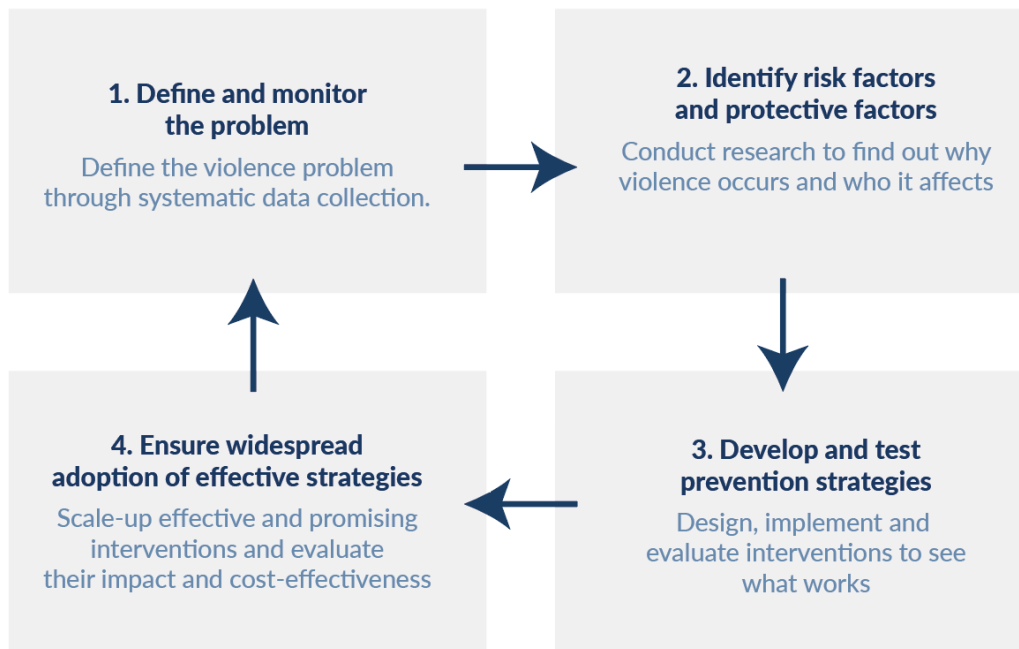 1. Define and monitor
the problem
Define the violence problem
through systematic data collection.
2. Identify risk factors
and protective factors
Conduct research to find out why
violence occurs and who it affects
4. Ensure widespread
adoption of effective strategies
Scale-up effective and promising
interventions and evaluate
their impact and cost-effectiveness
3. Develop and test
prevention strategies
Design, implement and
evaluate interventions to see
what works